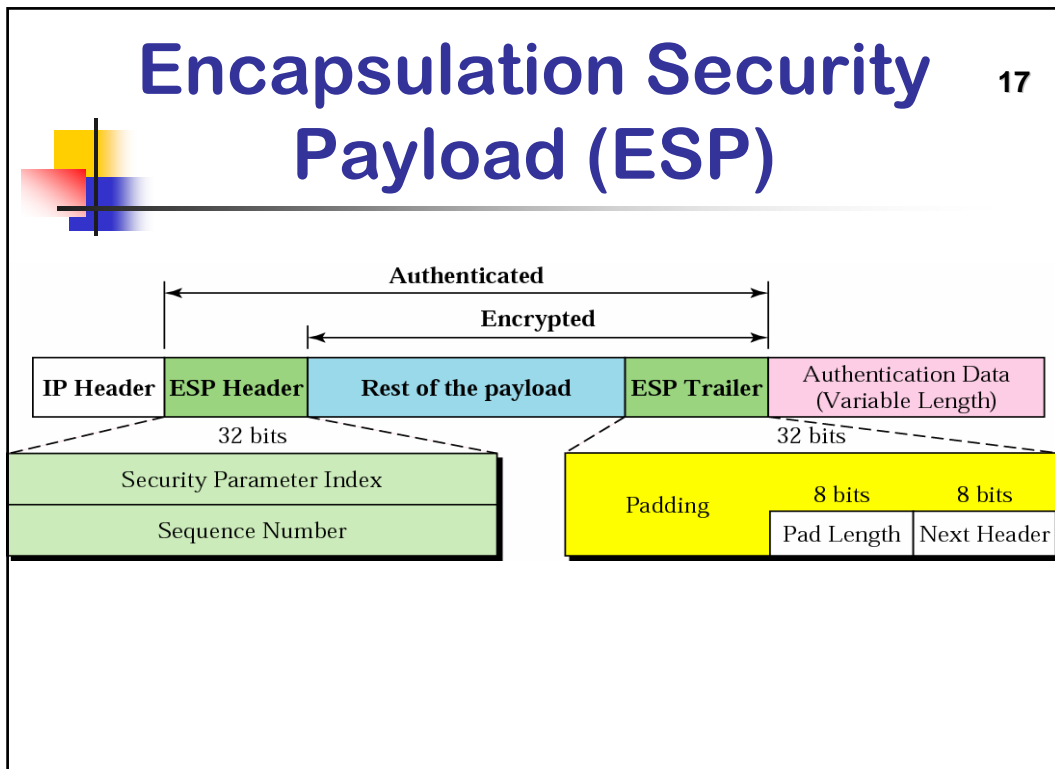 Encapsulation Security
Payload (ESP)
17
Authenticated
Encrypted
IP Header
ESP Header
Rest of the payload
ESP Trailer
Authentication Data
(Variable Length)
32 bits
Security Parameter Index
Sequence Number
32 bits
Padding
8 bits
8 bits
Pad Length
Next Header